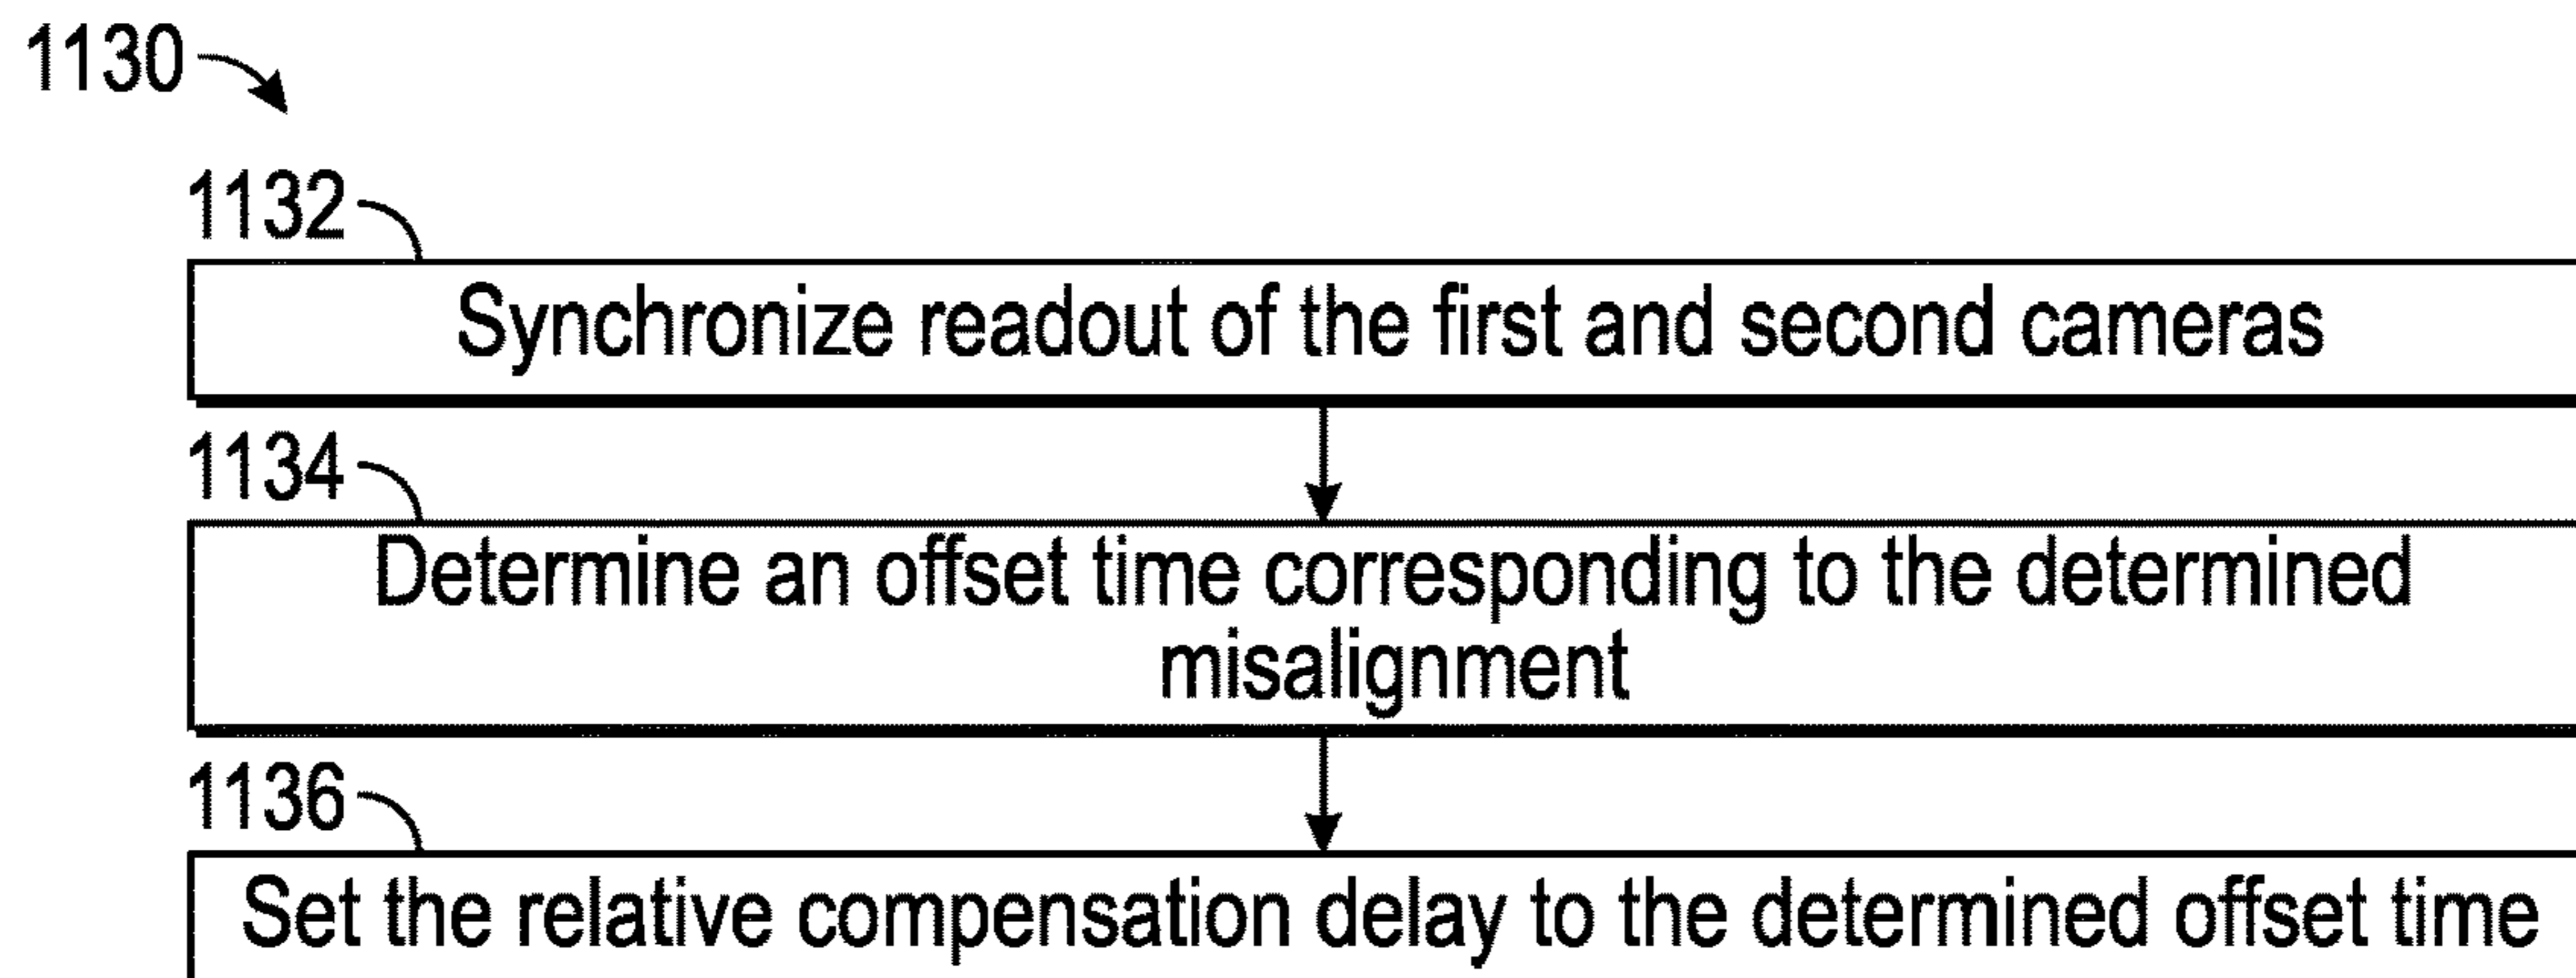 1130
1132
Synchronize readout of the first and second cameras
1134
Determine an offset time corresponding to the determined
misalignment
1136
Set the relative compensation delay to the determined offset time